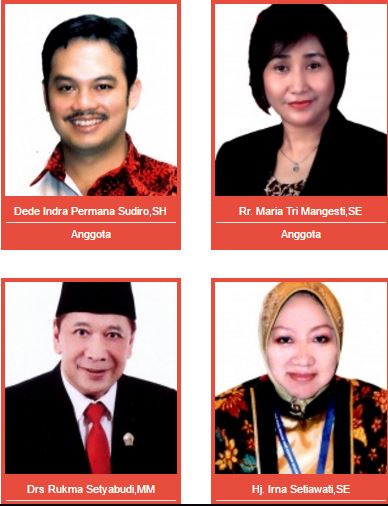 Dede Indra Permana Sudiro,SH
Rr. Maria Tri Mangesti,SE
Anggota
Anggota
Drs Rukma Setyabudi,MM
Hj. Irna Setiawati,SE